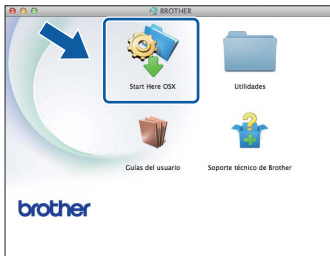 BROTHER
Start Here OSX
Utilidades
Guías del usuario
Soporte técnico de Brother
brother